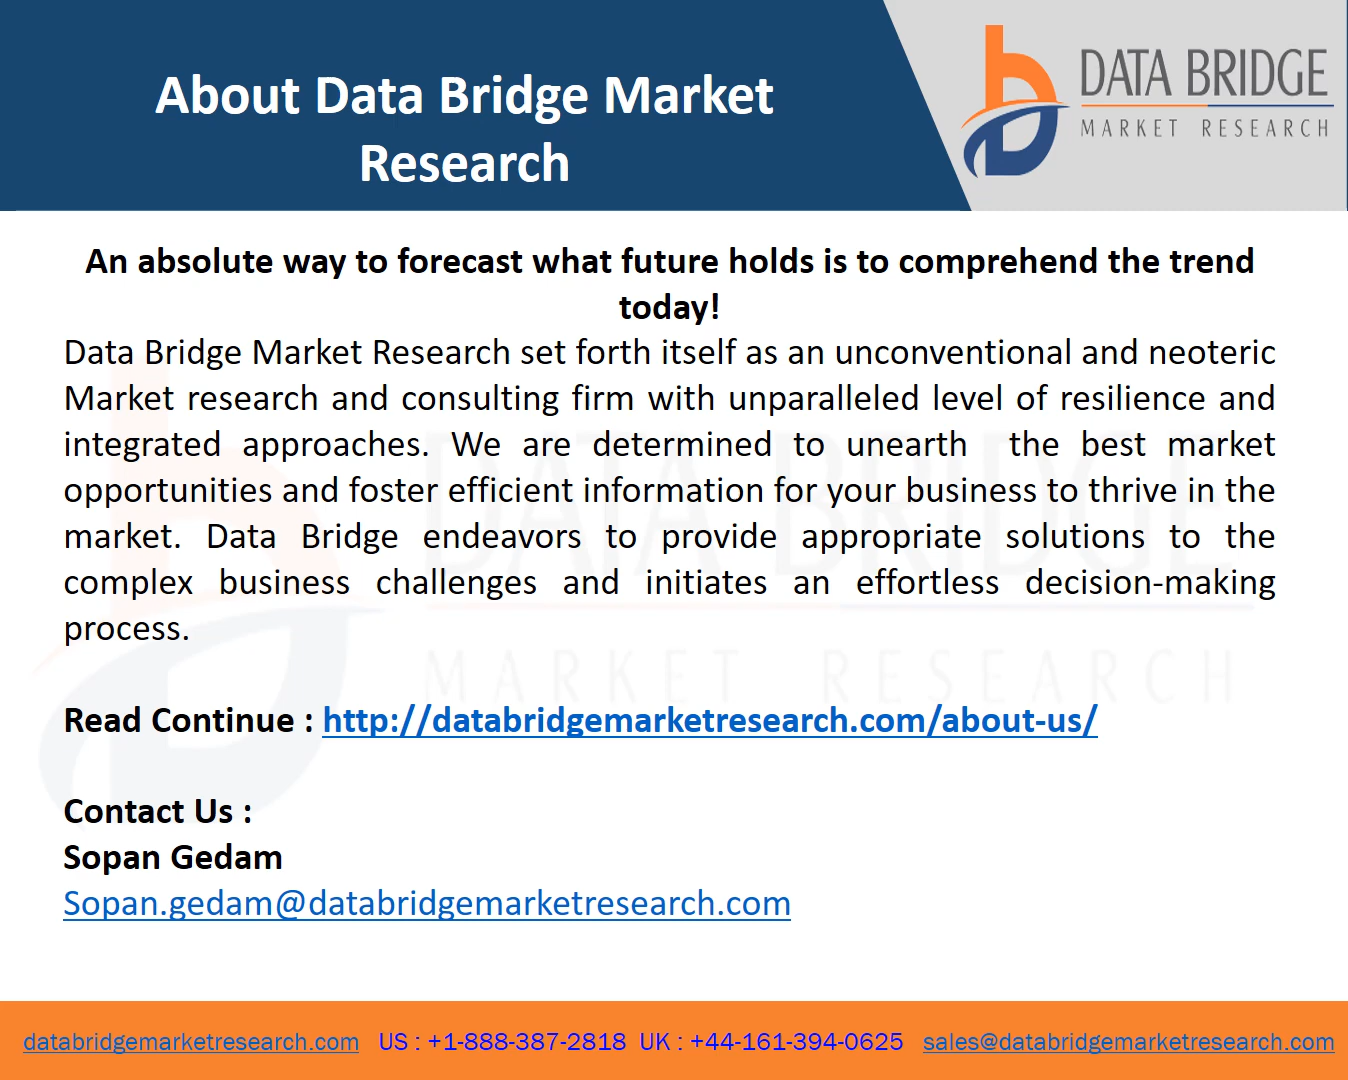 About Data Bridge Market
Research
DATA BRIDGE
MARKET RESEARCH
An absolute way to forecast what future holds is to comprehend the trend
today!
Data Bridge Market Research set forth itself as an unconventional and neoteric
Market research and consulting firm with unparalleled level of resilience and
integrated approaches. We are determined to unearth the best market
opportunities and foster efficient information for your business to thrive in the
market. Data Bridge endeavors to provide appropriate solutions to the
complex business challenges and initiates an effortless decision-making
process.
DATA BRIDGE
MARKET RESEARCH
Read Continue : http://databridgemarketresearch.com/about-us/
Contact Us :
Sopan Gedam
Sopan.gedam@databridgemarketresearch.com
databridgemarketresearch.com US : +1-888-387-2818 UK : +44-161-394-0625 sales@databridgemarketresearch.com